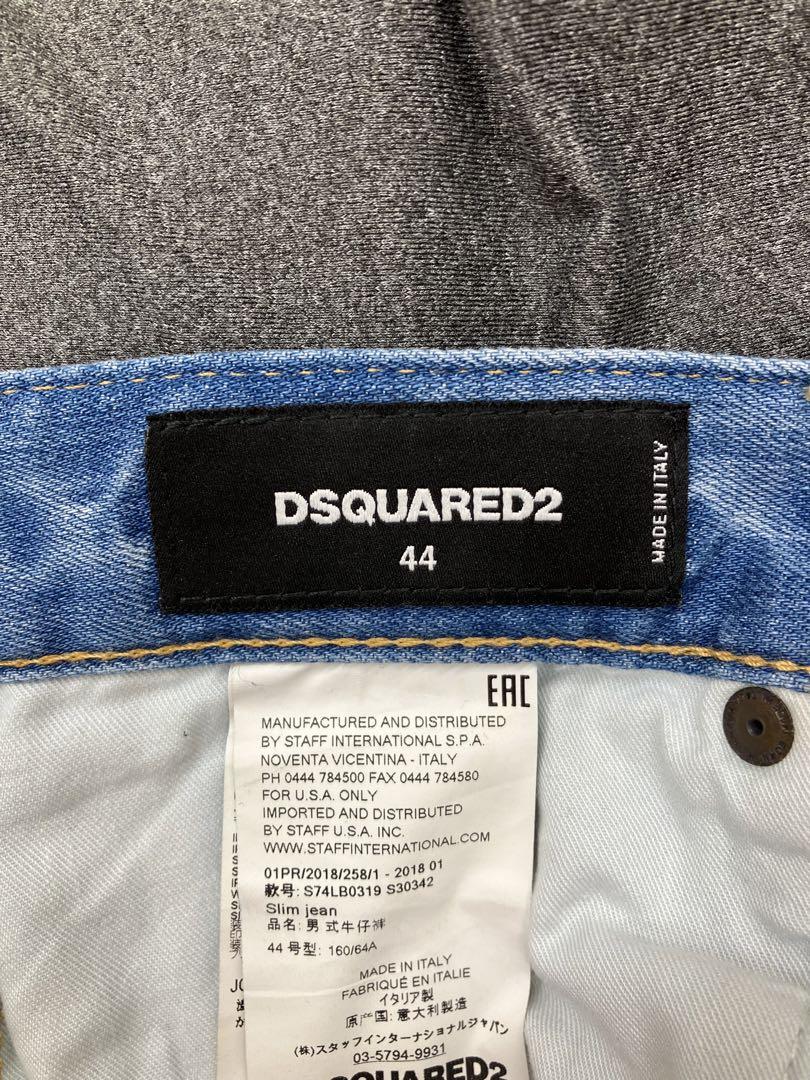 DSQUARED2
44
MADE IN ITALY
EAC
MANUFACTURED AND DISTRIBUTED
BY STAFF INTERNATIONAL S.P.A.
NOVENTA VICENTINA - ITALY
PH 0444 784500 FAX 0444 784580
FOR U.S.A. ONLY
IMPORTED AND DISTRIBUTED
BY STAFF U.S.A. INC.
WWW.STAFFINTERNATIONAL.COM
01PR/2018/258/1 - 2018 01
款号: S74LB0319 S30342
Slim jean
品名: 男 式牛仔裤
44 号型: 160/64A
MADE IN ITALY
FABRIQUÉ EN ITALIE
イタリア製
原产国: 意大利製造
(株)スタッフインターナショナルジャパン
03-5794-9931
DSQUARED2